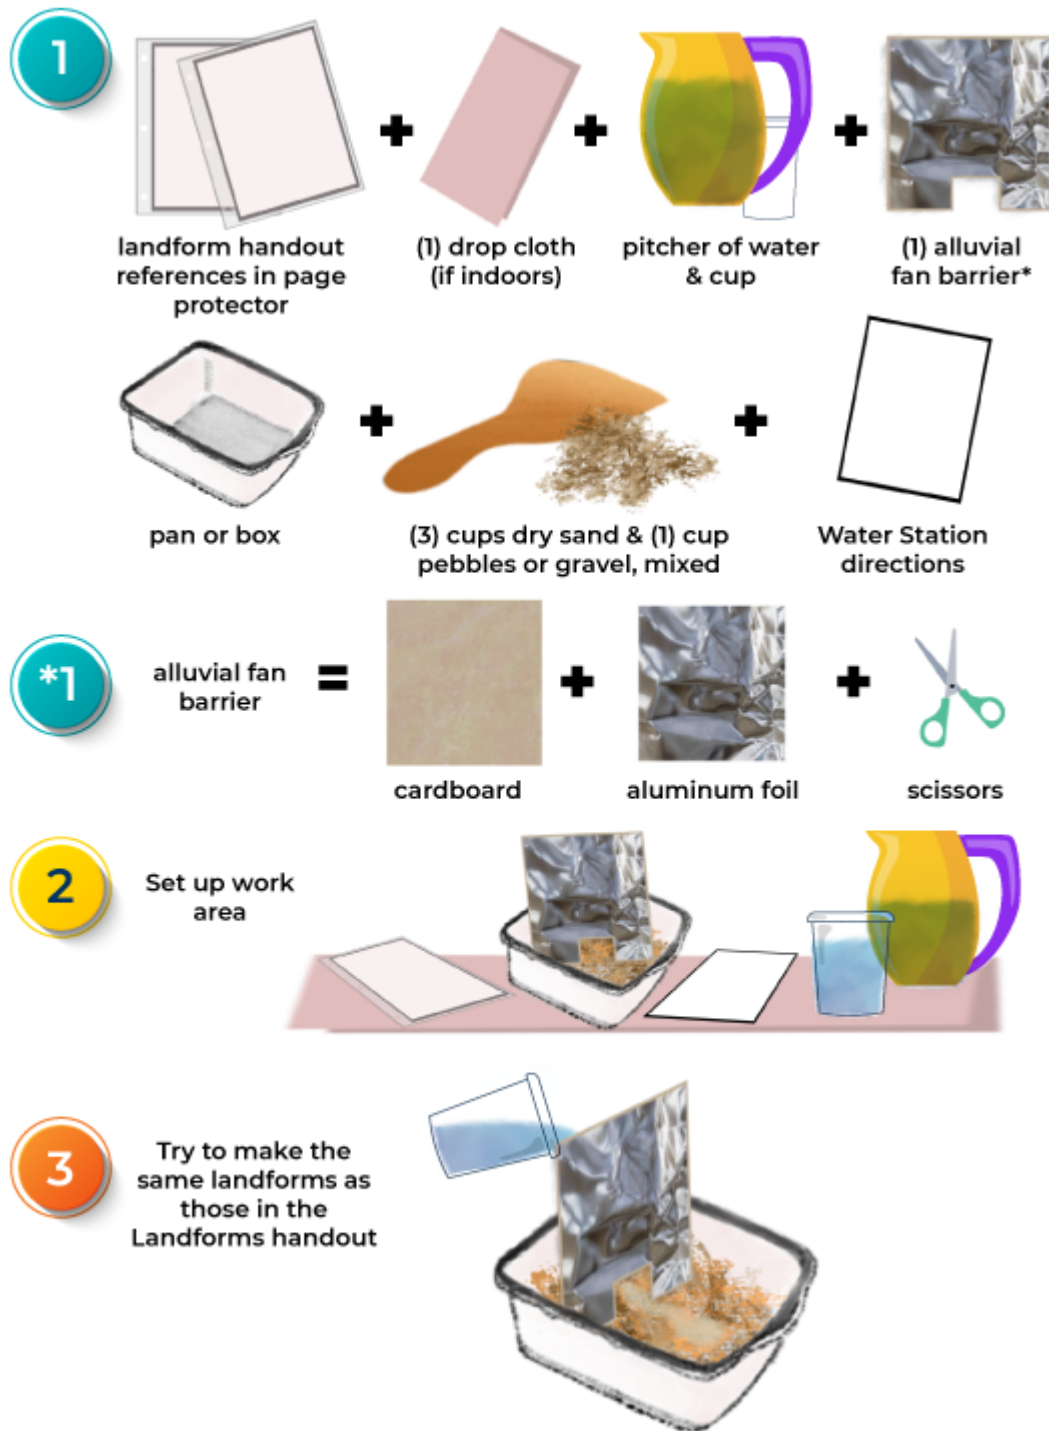 1
landform handout
references in page
protector
(1) drop cloth
(if indoors)
pitcher of water
& cup
(1) alluvial
fan barrier*
pan or box
(3) cups dry sand & (1) cup
pebbles or gravel, mixed
Water Station
directions
*1
alluvial fan
barrier
=
cardboard
aluminum foil
scissors
2
Set up work
area
3
Try to make the
same landforms as
those in the
Landforms handout